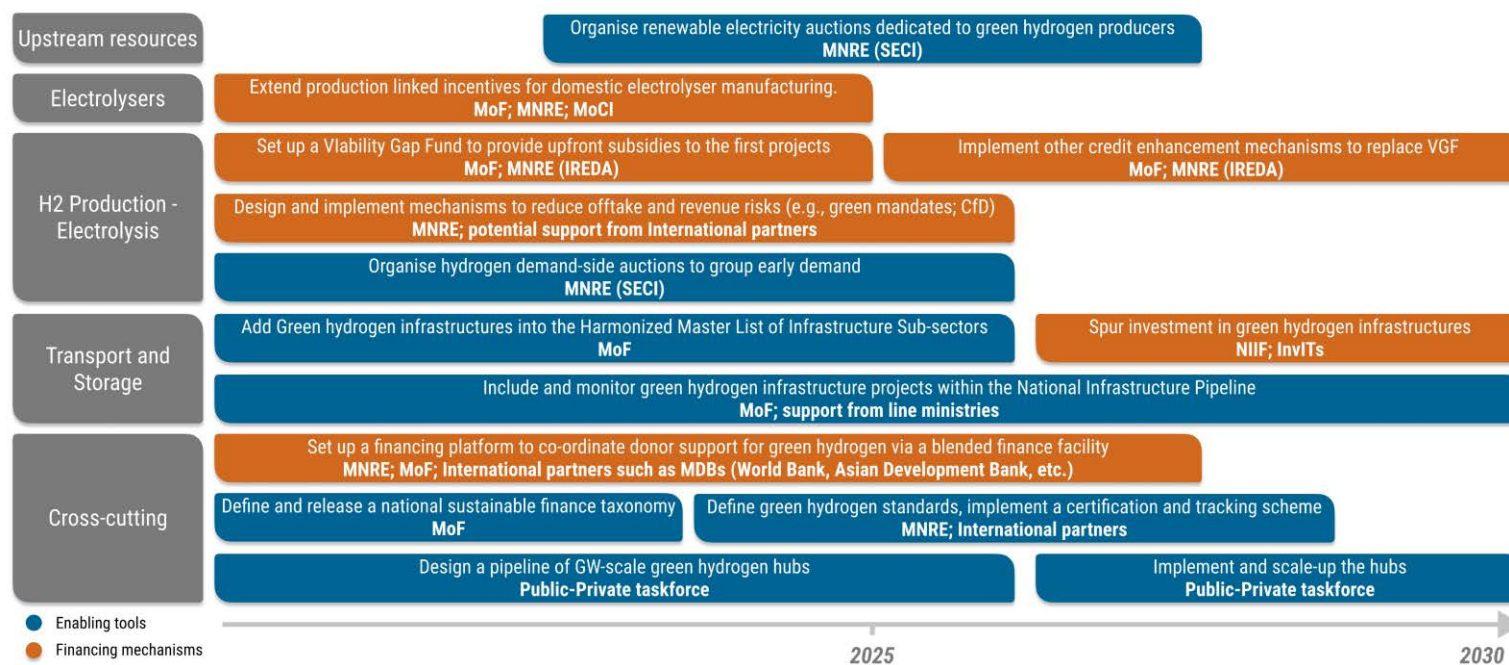 Upstream resources
Organise renewable electricity auctions dedicated to green hydrogen producers
MNRE (SECI)
Electrolysers
Extend production linked incentives for domestic electrolyser manufacturing.
MoF; MNRE; MoCI
H2 Production -
Electrolysis
Set up a VIability Gap Fund to provide upfront subsidies to the first projects
MoF; MNRE (IREDA)
Implement other credit enhancement mechanisms to replace VGF
MoF; MNRE (IREDA)
Design and implement mechanisms to reduce offtake and revenue risks (e.g., green mandates; CfD)
MNRE; potential support from International partners
Organise hydrogen demand-side auctions to group early demand
MNRE (SECI)
Transport and
Storage
Add Green hydrogen infrastructures into the Harmonized Master List of Infrastructure Sub-sectors
MoF
Spur investment in green hydrogen infrastructures
NIIF; InvITs
Include and monitor green hydrogen infrastructure projects within the National Infrastructure Pipeline
MoF; support from line ministries
Cross-cutting
Set up a financing platform to co-ordinate donor support for green hydrogen via a blended finance facility
MNRE; MoF; International partners such as MDBs (World Bank, Asian Development Bank, etc.)
Define and release a national sustainable finance taxonomy
MoF
Define green hydrogen standards, implement a certification and tracking scheme
MNRE; International partners
Design a pipeline of GW-scale green hydrogen hubs
Public-Private taskforce
Implement and scale-up the hubs
Public-Private taskforce
Enabling tools
Financing mechanisms
2025
2030